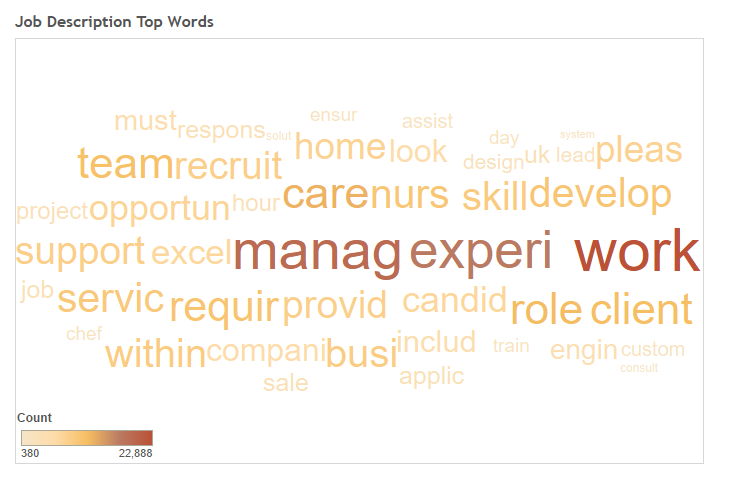 Job Description Top Words
must respons solut ensur assist
team recruit home look day system
design uk lead pleas
project opportun hour care nurs skill develop
support excel manag experi work
job servic requir provid candid role client
chef within compani busi includ train engin custom
consult
sale applic
Count
380 22,888